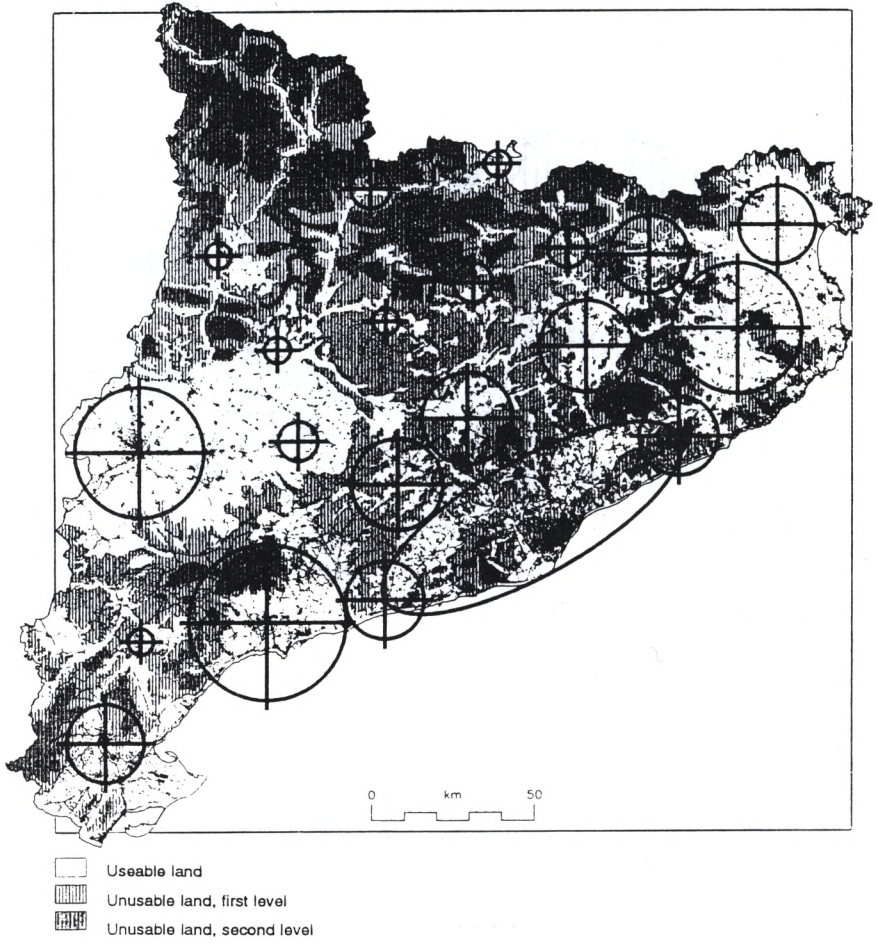 0 km 50
Useable land
Unusable land, first level
Unusable land, second level